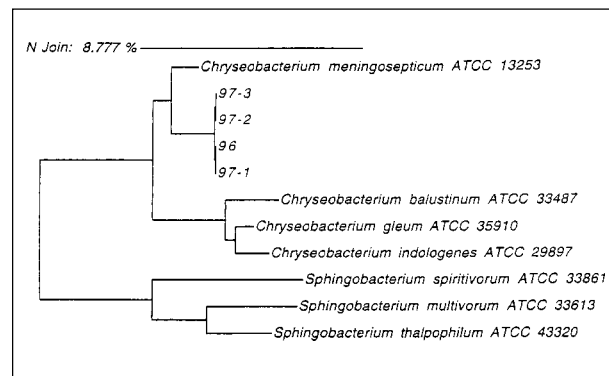 N Join: 8.777 %
Chryseobacterium meningosepticum ATCC 13253
97-3
97-2
96
97-1
Chryseobacterium balustinum ATCC 33487
Chryseobacterium gleum ATCC 35910
Chryseobacterium indologenes ATCC 29897
Sphingobacterium spiritivorum ATCC 33861
Sphingobacterium multivorum ATCC 33613
Sphingobacterium thalpophilum ATCC 43320